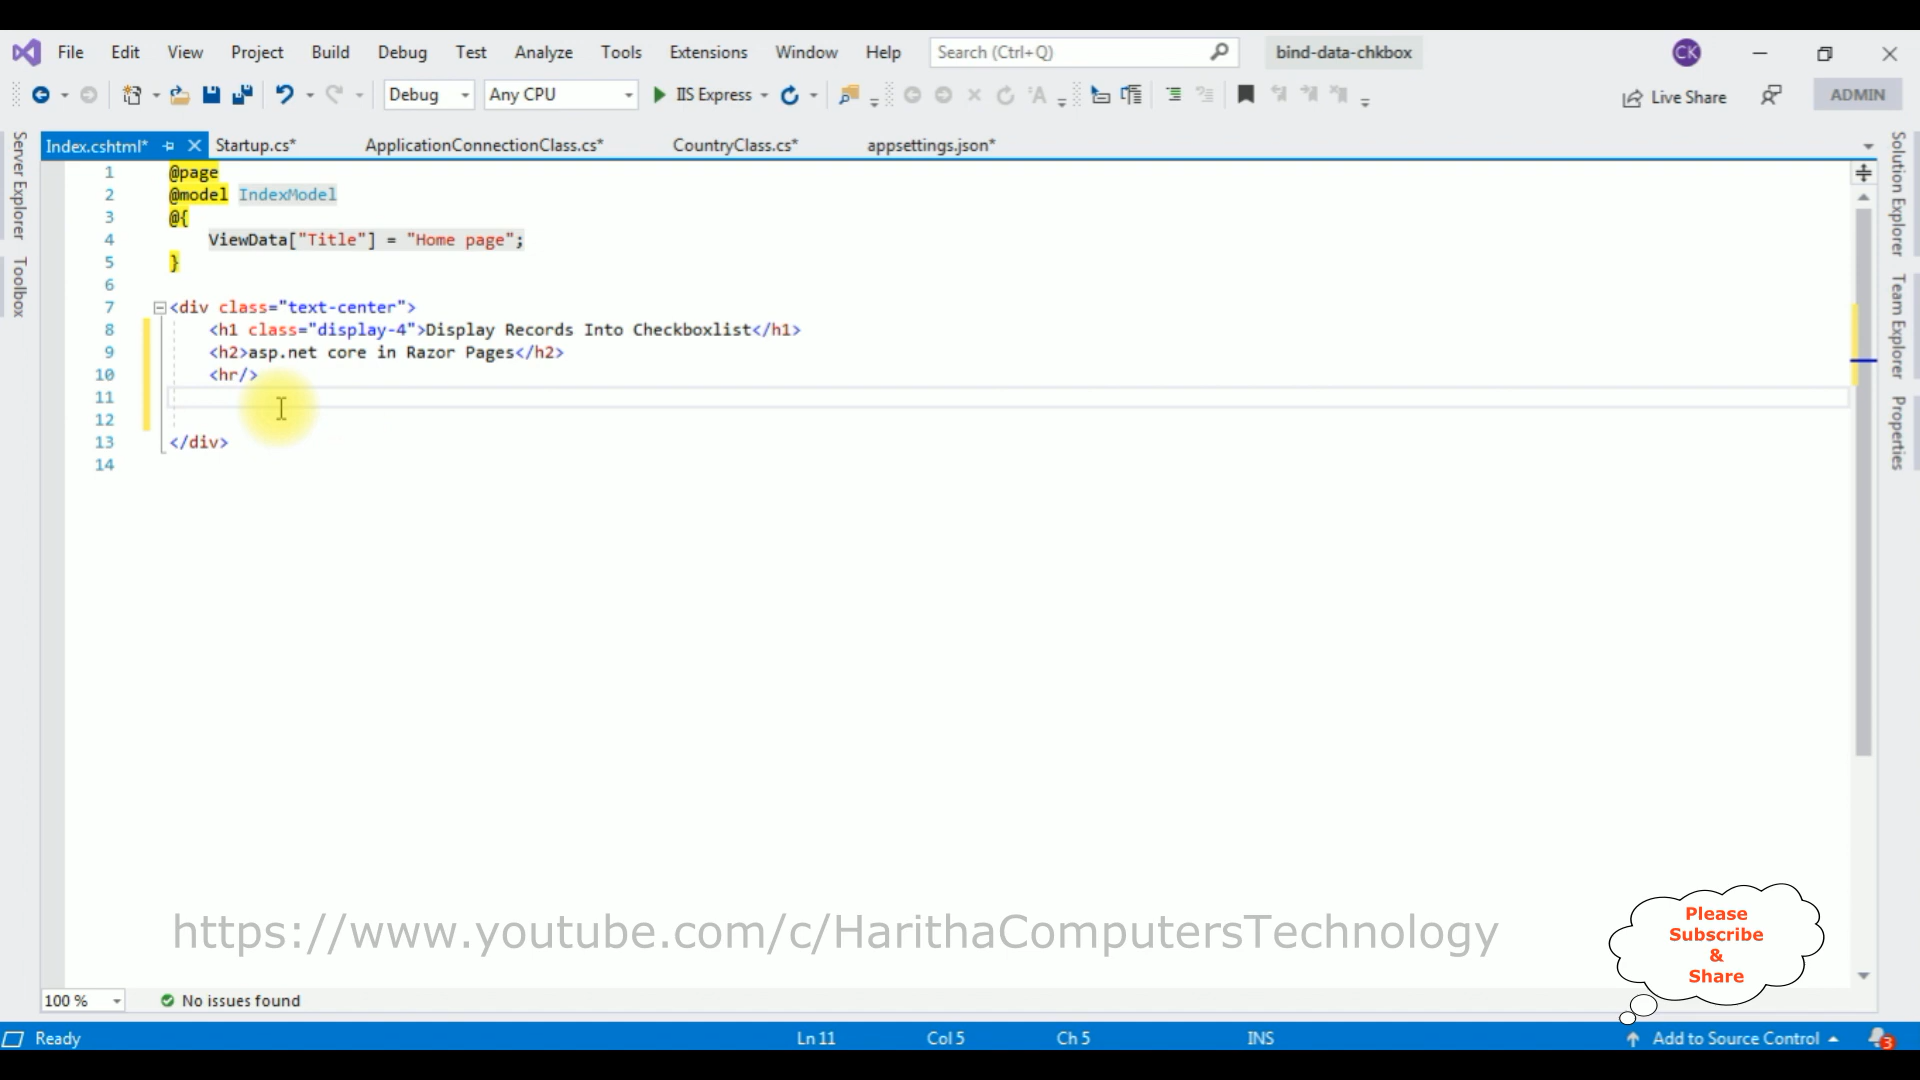 File Edit View Project Build Debug Test Analyze Tools Extensions Window Help Search (Ctrl+Q) bind-data-chkbox CK
Debug Any CPU IIS Express Live Share ADMIN
Index.cshtml* Startup.cs* ApplicationConnectionClass.cs* CountryClass.cs* appsettings.json*
Server Explorer
Toolbox
Solution Explorer
Team Explorer
Properties
1 @page
2 @model IndexModel
3 @{
4 ViewData["Title"] = "Home page";
5 }
6
7 <div class="text-center">
8 <h1 class="display-4">Display Records Into Checkboxlist</h1>
9 <h2>asp.net core in Razor Pages</h2>
10 <hr/>
11
12
13 </div>
14
https://www.youtube.com/c/HarithaComputersTechnology
Please
Subscribe
&
Share
100 % No issues found
Ready Ln 11 Col 5 Ch 5 INS Add to Source Control 3